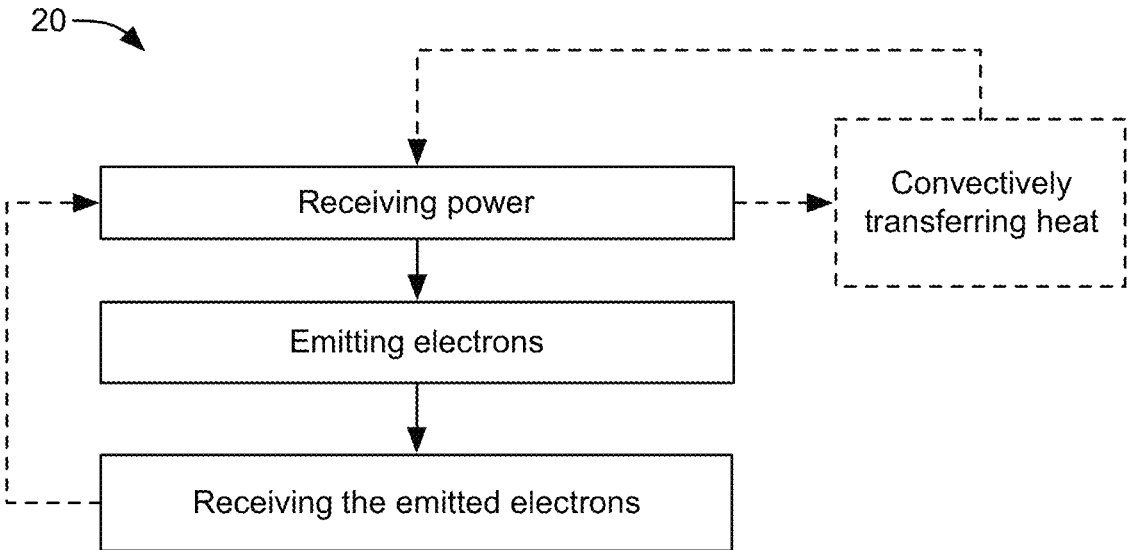 20
Receiving power
Convectively
transferring heat
Emitting electrons
Receiving the emitted electrons